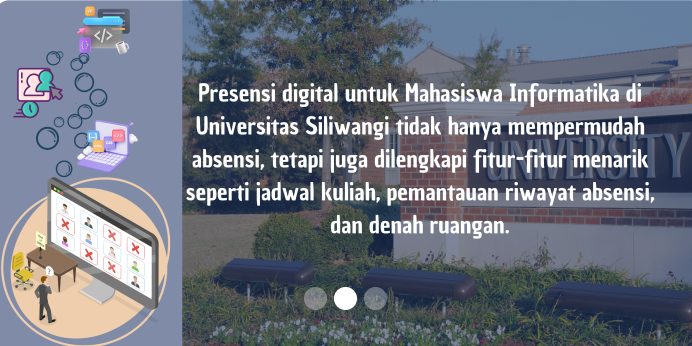 Presensi digital untuk Mahasiswa Informatika di
Universitas Siliwangi tidak hanya mempermudah
absensi, tetapi juga dilengkapi fitur-fitur menarik
seperti jadwal kuliah, pemantauan riwayat absensi,
dan denah ruangan.
UNIVERSITY